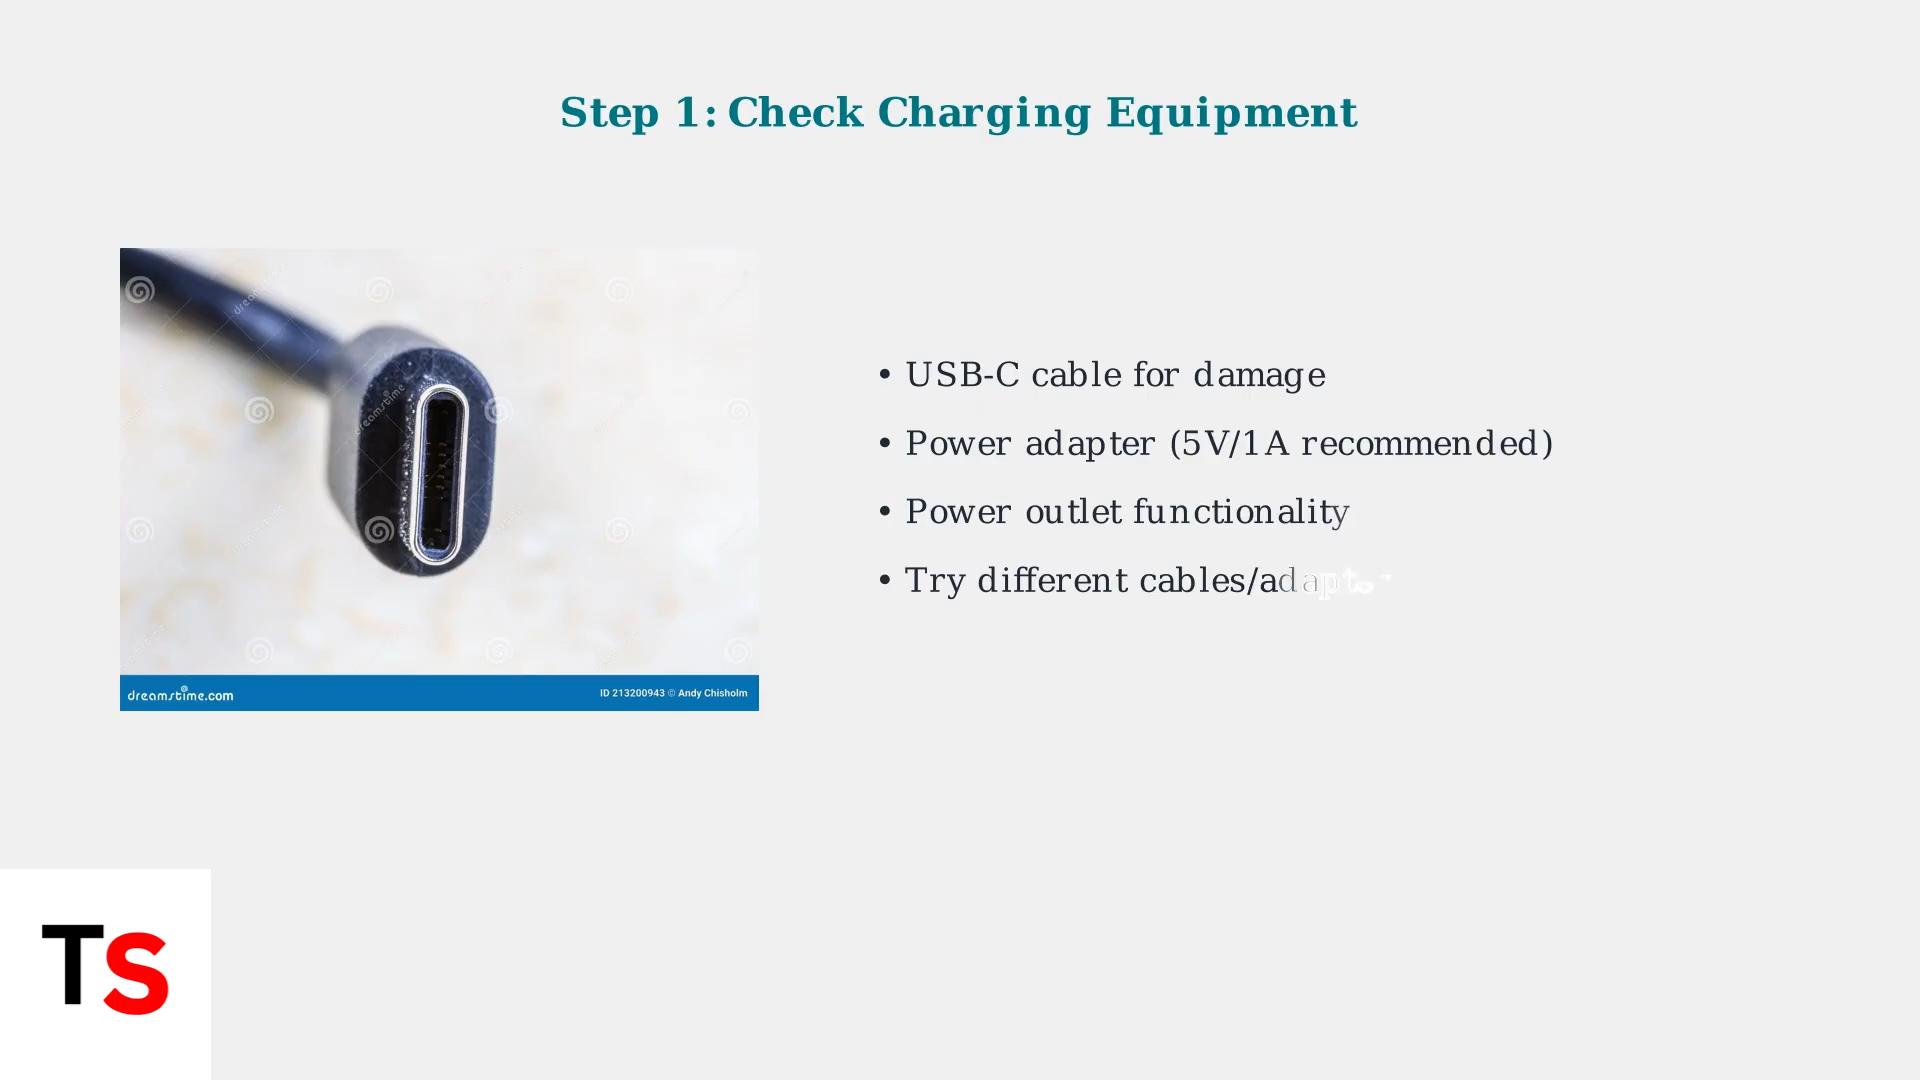 Step 1: Check Charging Equipment
• USB-C cable for damage
• Power adapter (5V/1A recommended)
• Power outlet functionality
• Try different cables/adapter
dreamstime.com
ID 213200943 © Andy Chisholm
TS